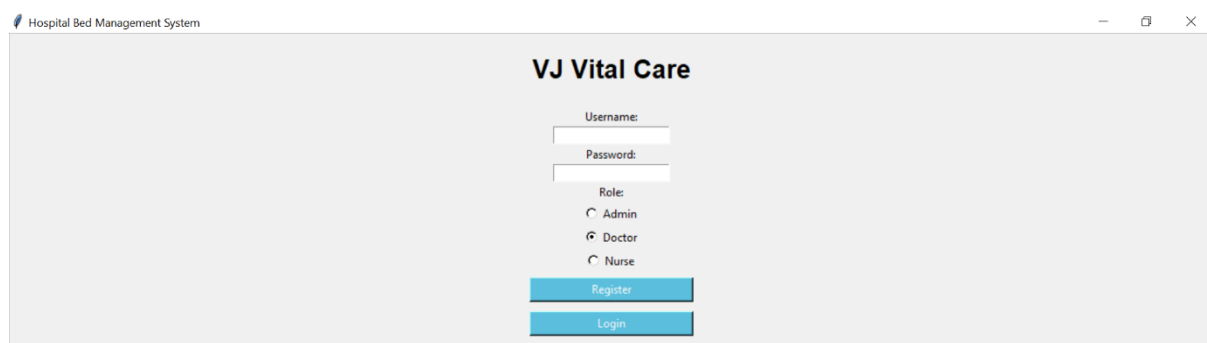 Hospital Bed Management System
VJ Vital Care
Username:
Password:
Role:
Admin
Doctor
Nurse
Register
Login